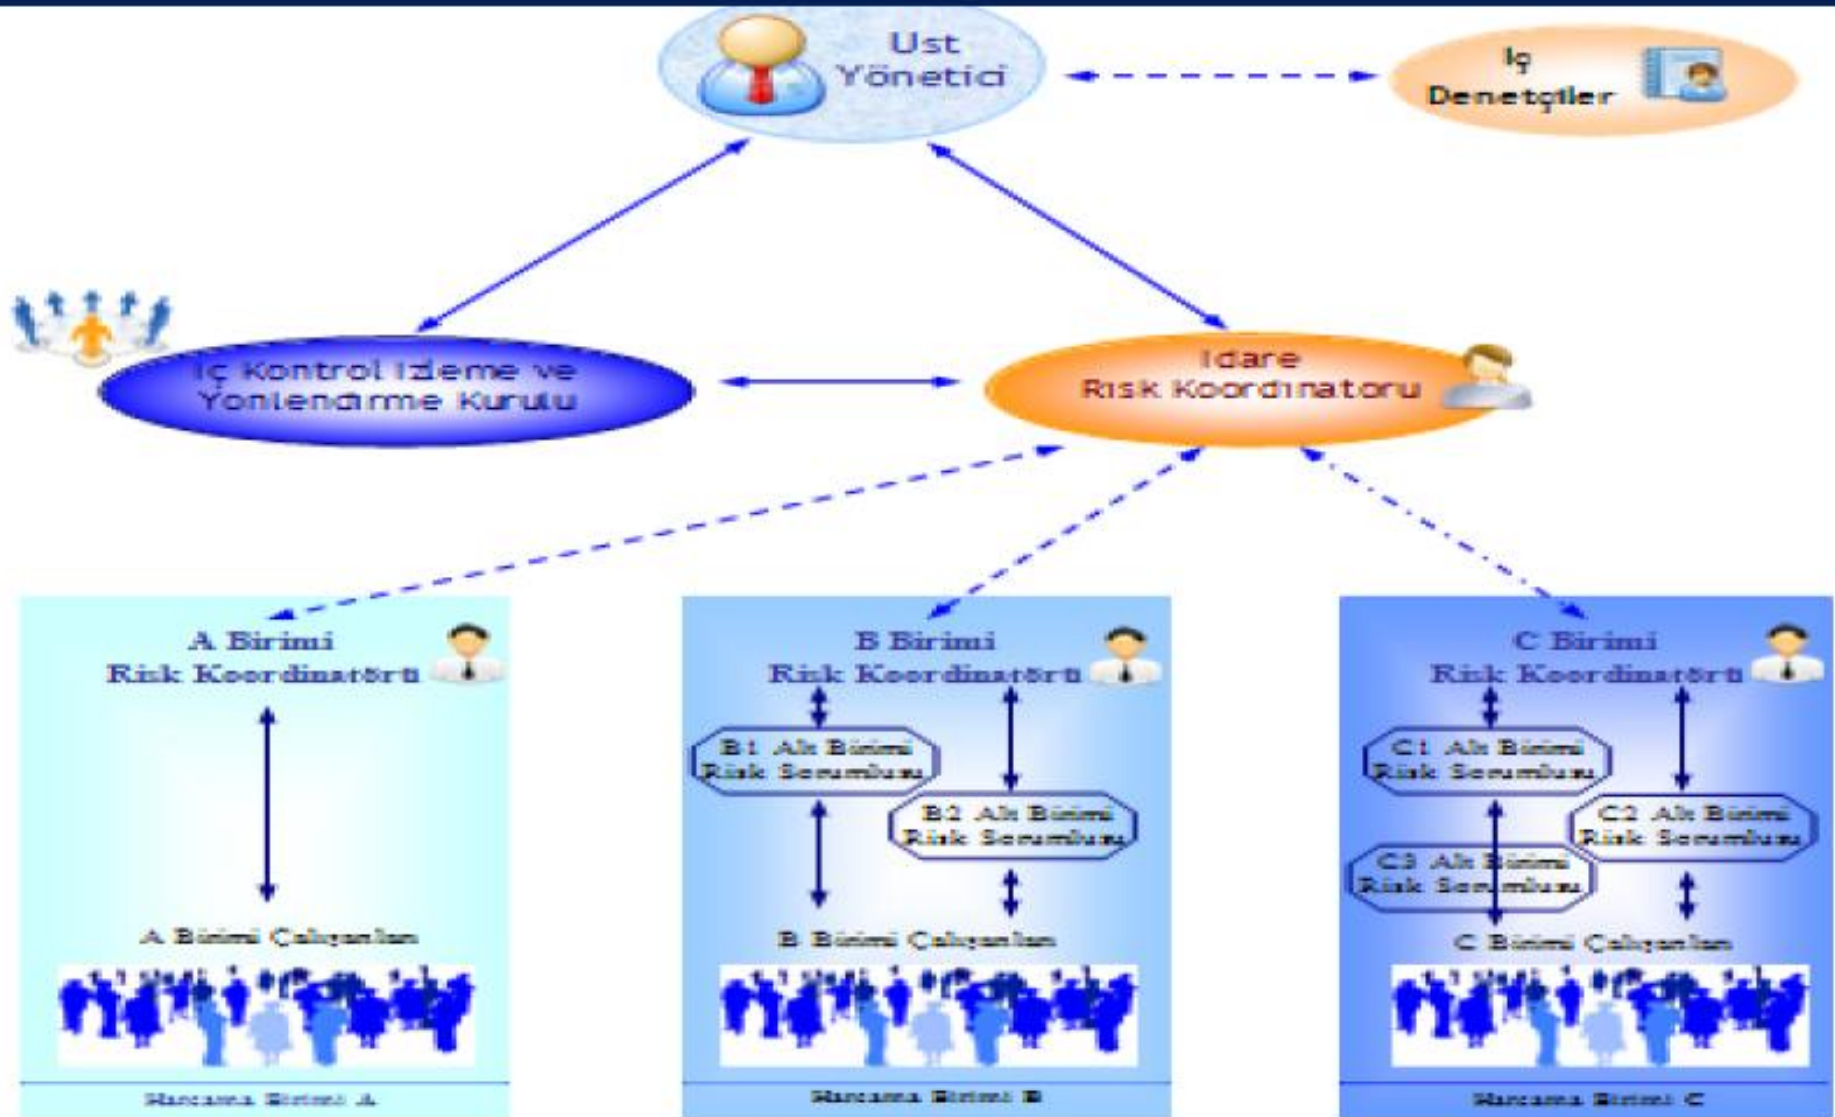 Üst
Yönetici
İç
Denetçiler
İç Kontrol İzleme ve
Yönlendirme Kurulu
İdare
Risk Koordinatörü
A Birimi
Risk Koordinatörü
B Birimi
Risk Koordinatörü
C Birimi
Risk Koordinatörü
B1 Alt Birimi
Risk Sorumlusu
B2 Alt Birimi
Risk Sorumlusu
C1 Alt Birimi
Risk Sorumlusu
C2 Alt Birimi
Risk Sorumlusu
C3 Alt Birimi
Risk Sorumlusu
A Birimi Çalışanları
B Birimi Çalışanları
C Birimi Çalışanları
Harcama Birimi A
Harcama Birimi B
Harcama Birimi C